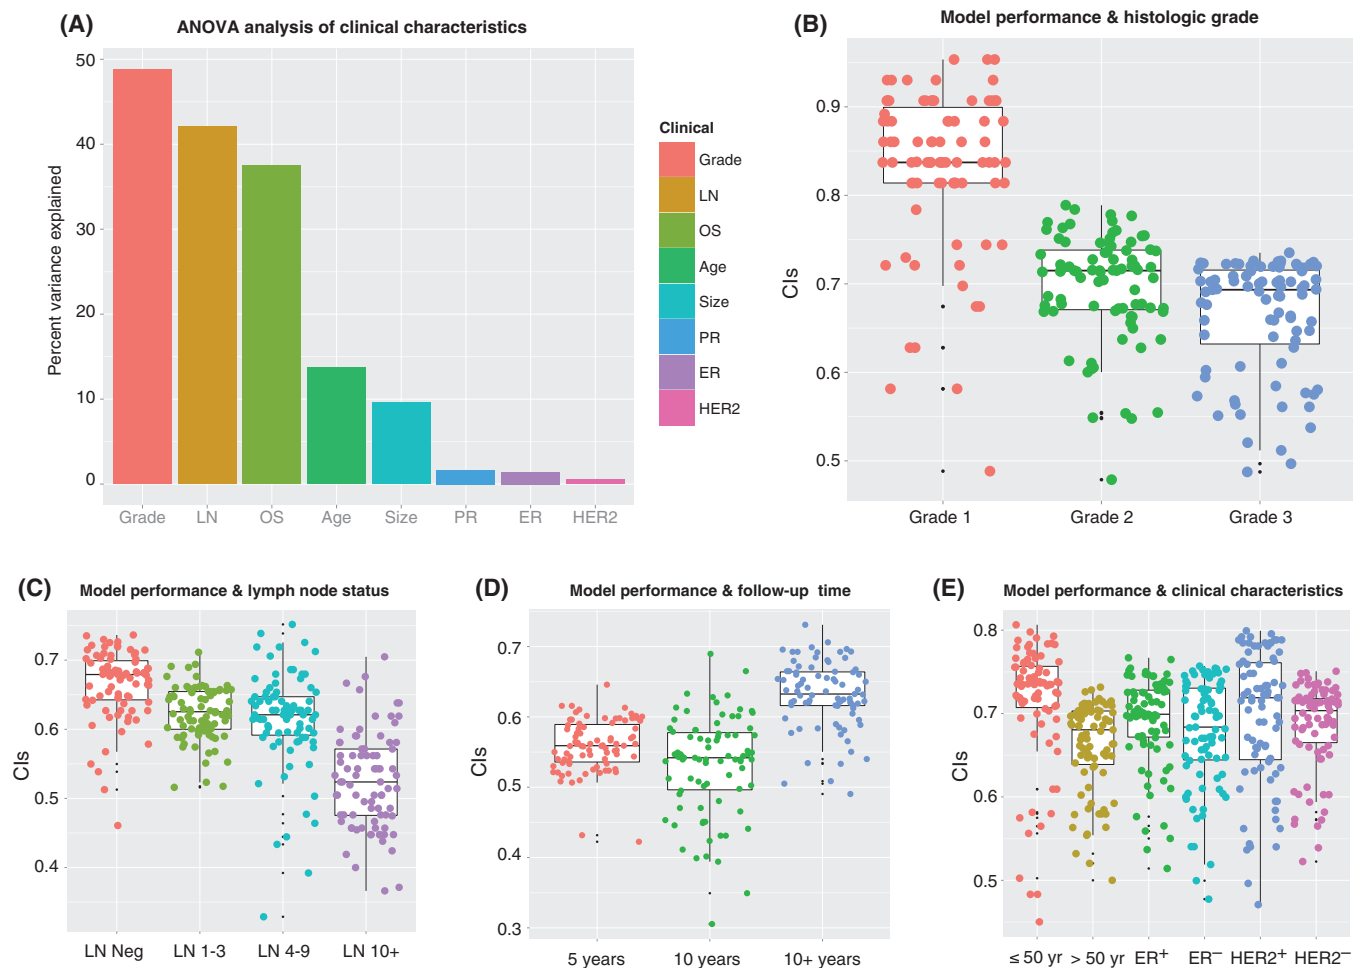 (A)
ANOVA analysis of clinical characteristics
Percent variance explained
50
40
30
20
10
0
Grade LN OS Age Size PR ER HER2
Clinical
Grade
LN
OS
Age
Size
PR
ER
HER2
(B)
Model performance & histologic grade
CIs
0.9
0.8
0.7
0.6
0.5
Grade 1 Grade 2 Grade 3
(C)
Model performance & lymph node status
CIs
0.7
0.6
0.5
0.4
LN Neg LN 1-3 LN 4-9 LN 10+
(D)
Model performance & follow-up time
CIs
0.7
0.6
0.5
0.4
0.3
5 years 10 years 10+ years
(E)
Model performance & clinical characteristics
CIs
0.8
0.7
0.6
0.5
≤ 50 yr > 50 yr ER⁺ ER⁻ HER2⁺ HER2⁻